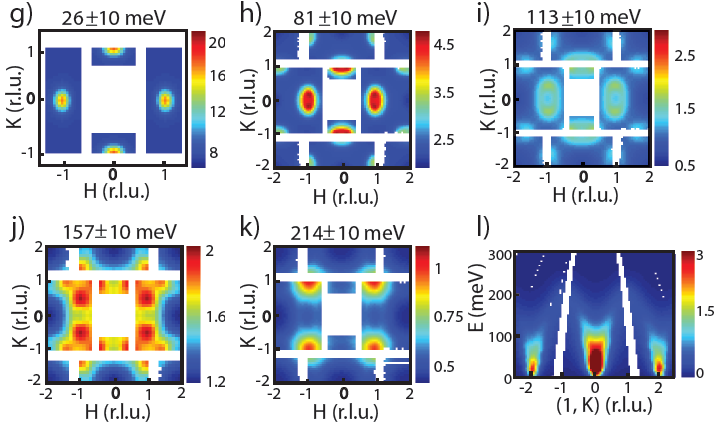 g) 26±10 meV
1
0
-1
K (r.l.u.)
-1 0 1
H (r.l.u.)
20
16
12
8
h) 81±10 meV
2
1
0
-1
-2
K (r.l.u.)
-2 -1 0 1 2
H (r.l.u.)
4.5
3.5
2.5
i) 113±10 meV
2
1
0
-1
-2
K (r.l.u.)
-2 -1 0 1 2
H (r.l.u.)
2.5
1.5
0.5
j) 157±10 meV
2
1
0
-1
-2
K (r.l.u.)
-2 -1 0 1 2
H (r.l.u.)
2
1.8
1.6
1.4
1.2
k) 214±10 meV
2
1
0
-1
-2
K (r.l.u.)
-2 -1 0 1 2
H (r.l.u.)
1
0.75
0.5
l)
300
200
100
0
E (meV)
-2 -1 0 1 2
(1, K) (r.l.u.)
3
1.5
0